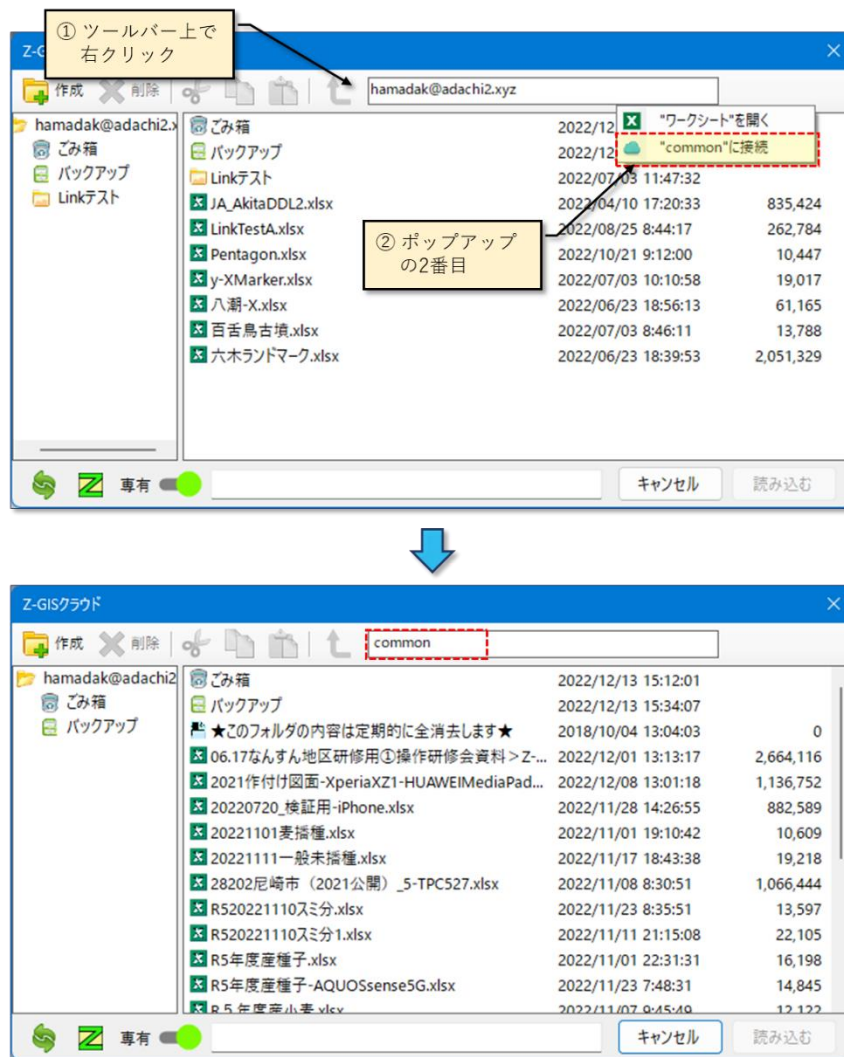 ① ツールバー上で
右クリック
Z-G
作成 削除 hamadak@adachi2.xyz
hamadak@adachi2.x
ごみ箱
バックアップ
Linkテスト
ごみ箱 2022/12
バックアップ 2022/12
Linkテスト 2022/07/03 11:47:32
JA_AkitaDDL2.xlsx 2022/04/10 17:20:33 835,424
LinkTestA.xlsx 2022/08/25 8:44:17 262,784
Pentagon.xlsx 2022/10/21 9:12:00 10,447
y-XMarker.xlsx 2022/07/03 10:10:58 19,017
八潮-X.xlsx 2022/06/23 18:56:13 61,165
百舌鳥古墳.xlsx 2022/07/03 8:46:11 13,788
六木ランドマーク.xlsx 2022/06/23 18:39:53 2,051,329
"ワークシート"を開く
"common"に接続
② ポップアップ
の2番目
専有 キャンセル 読み込む
Z-GISクラウド
作成 削除 common
hamadak@adachi2
ごみ箱
バックアップ
ごみ箱 2022/12/13 15:12:01
バックアップ 2022/12/13 15:34:07
★このフォルダの内容は定期的に全消去します★ 2018/10/04 13:04:03 0
06.17なんすん地区研修用①操作研修会資料＞Z-... 2022/12/01 13:13:17 2,664,116
2021作付け図面-XperiaXZ1-HUAWEIMediaPad... 2022/12/08 13:01:18 1,136,752
20220720_検証用-iPhone.xlsx 2022/11/28 14:26:55 882,589
20221101麦播種.xlsx 2022/11/01 19:10:42 10,609
20221111一般未播種.xlsx 2022/11/17 18:43:38 19,218
28202尼崎市（2021公開）_5-TPC527.xlsx 2022/11/08 8:30:51 1,066,444
R520221110スミ分.xlsx 2022/11/23 8:35:51 13,597
R520221110スミ分1.xlsx 2022/11/11 21:15:08 22,105
R5年度産種子.xlsx 2022/11/01 22:31:31 16,198
R5年度産種子-AQUOSsense5G.xlsx 2022/11/23 7:48:31 14,845
R５年度産小麦.xlsx 2022/11/07 9:45:49 12,122
専有 キャンセル 読み込む